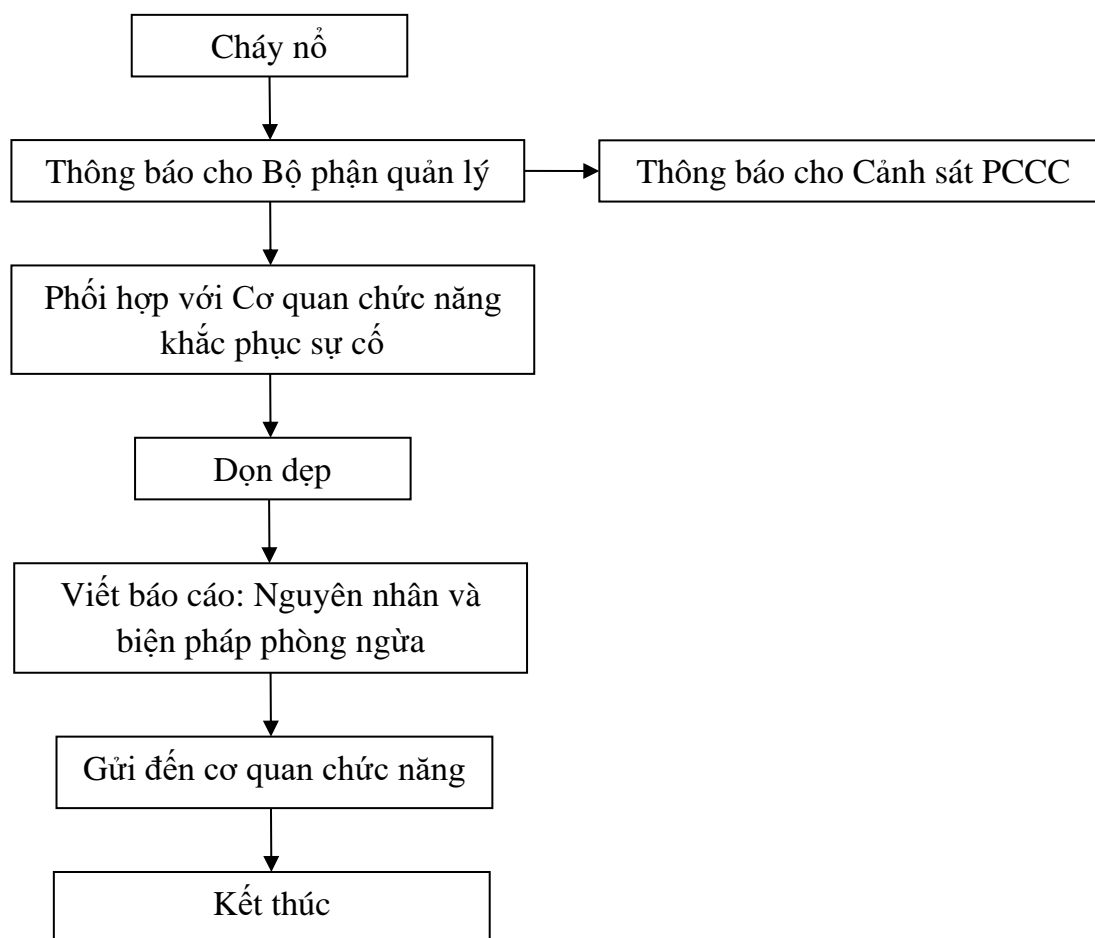 Cháy nổ
Thông báo cho Bộ phận quản lý
Thông báo cho Cảnh sát PCCC
Phối hợp với Cơ quan chức năng
khắc phục sự cố
Dọn dẹp
Viết báo cáo: Nguyên nhân và
biện pháp phòng ngừa
Gửi đến cơ quan chức năng
Kết thúc